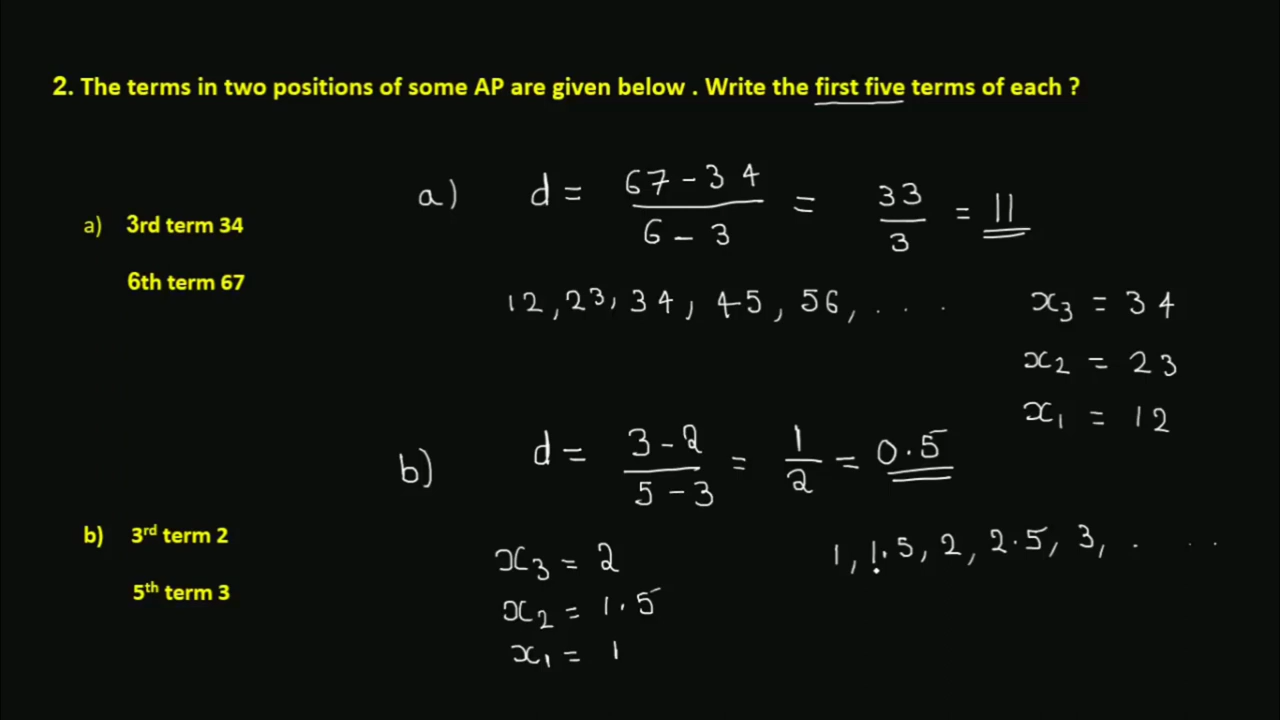 2. The terms in two positions of some AP are given below . Write the first five terms of each ?
a) 3rd term 34
6th term 67
a) d = 67 - 34 / 6 - 3 = 33 / 3 = 11
12, 23, 34, 45, 56, . . .
x₃ = 34
x₂ = 23
x₁ = 12
b) 3rd term 2
5th term 3
b) d = 3 - 2 / 5 - 3 = 1 / 2 = 0.5
x₃ = 2
x₂ = 1.5
x₁ = 1
1, 1.5, 2, 2.5, 3, . . .